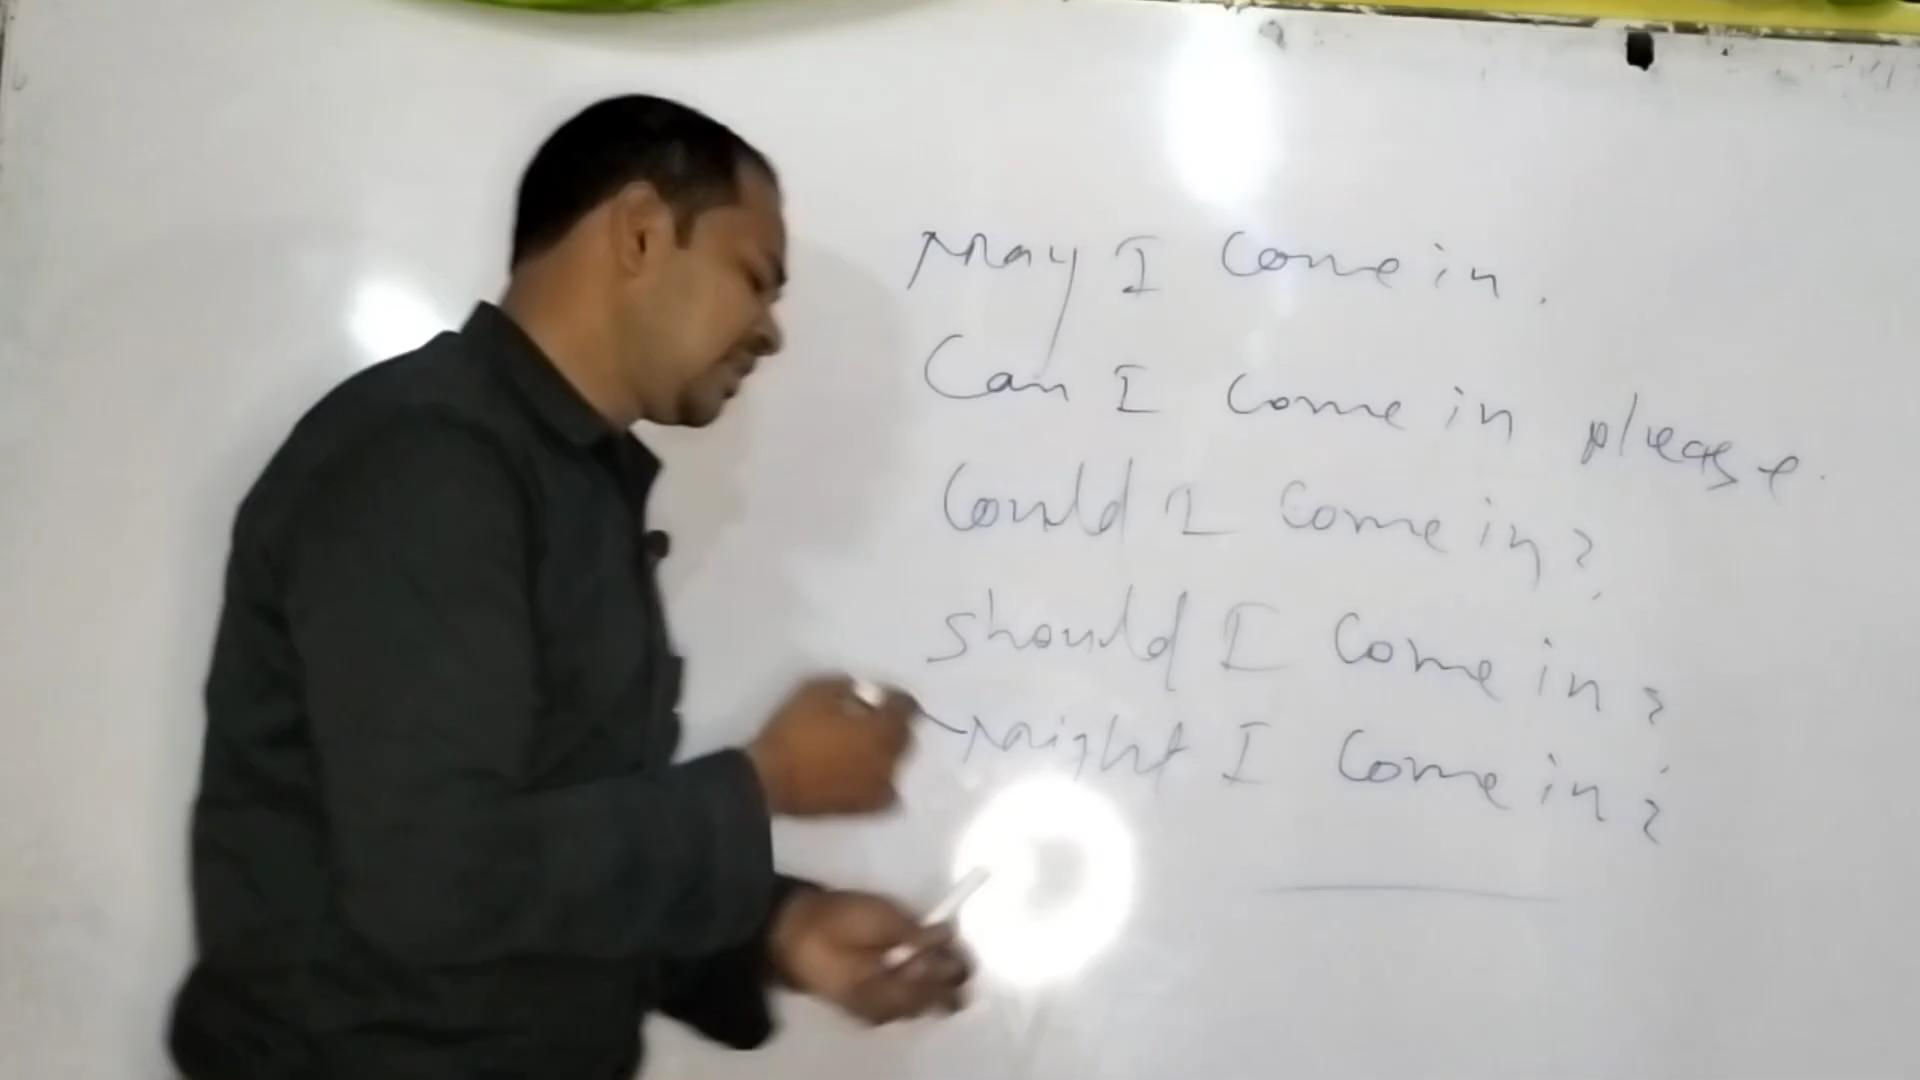 May I come in.
Can I come in please.
Could I come in?
should I come in?
might I come in?